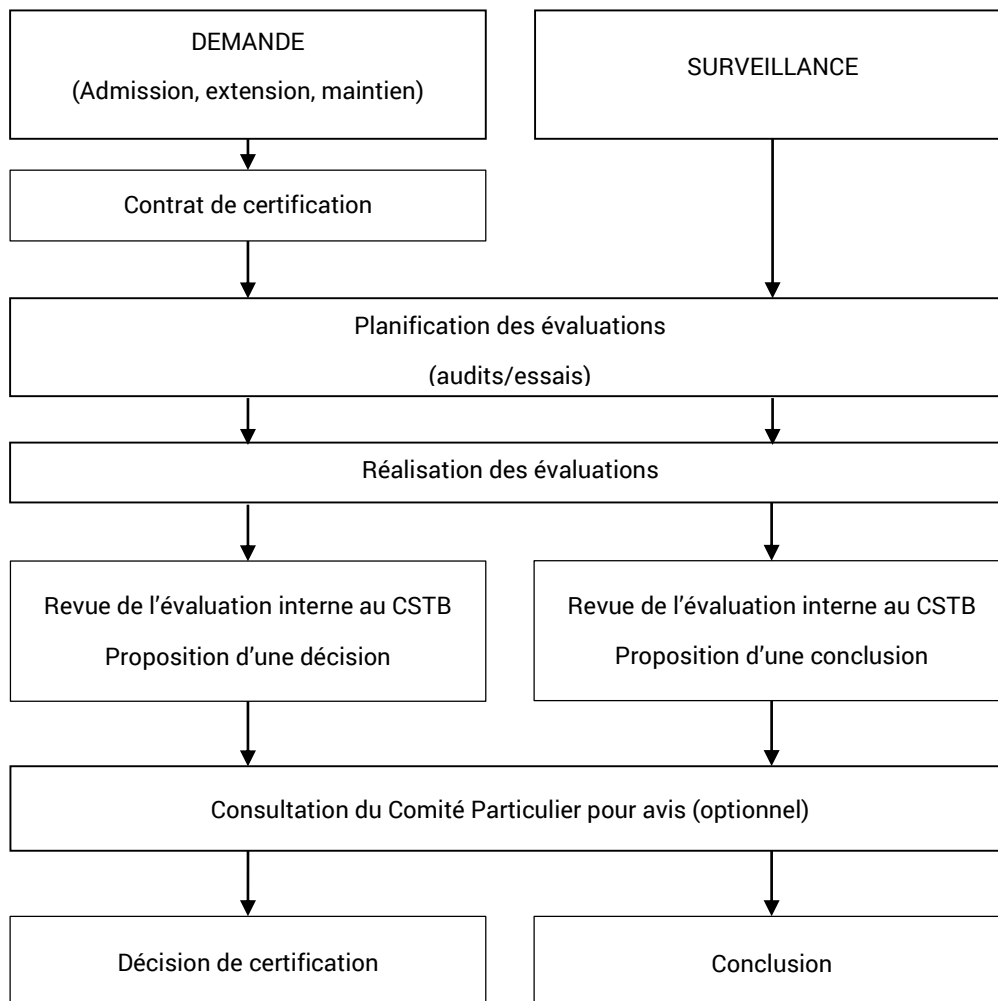 DEMANDE
(Admission, extension, maintien)
SURVEILLANCE
Contrat de certification
Planification des évaluations
(audits/essais)
Réalisation des évaluations
Revue de l’évaluation interne au CSTB
Proposition d’une décision
Revue de l’évaluation interne au CSTB
Proposition d’une conclusion
Consultation du Comité Particulier pour avis (optionnel)
Décision de certification
Conclusion